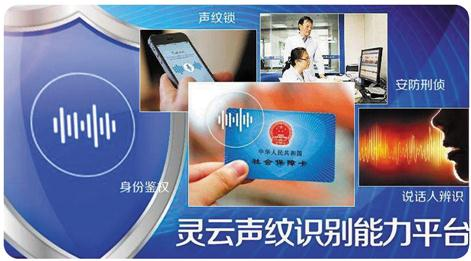 声纹锁
安防刑侦
中华人民共和国
社会保障卡
身份鉴权
说话人辨识
灵云声纹识别能力平台